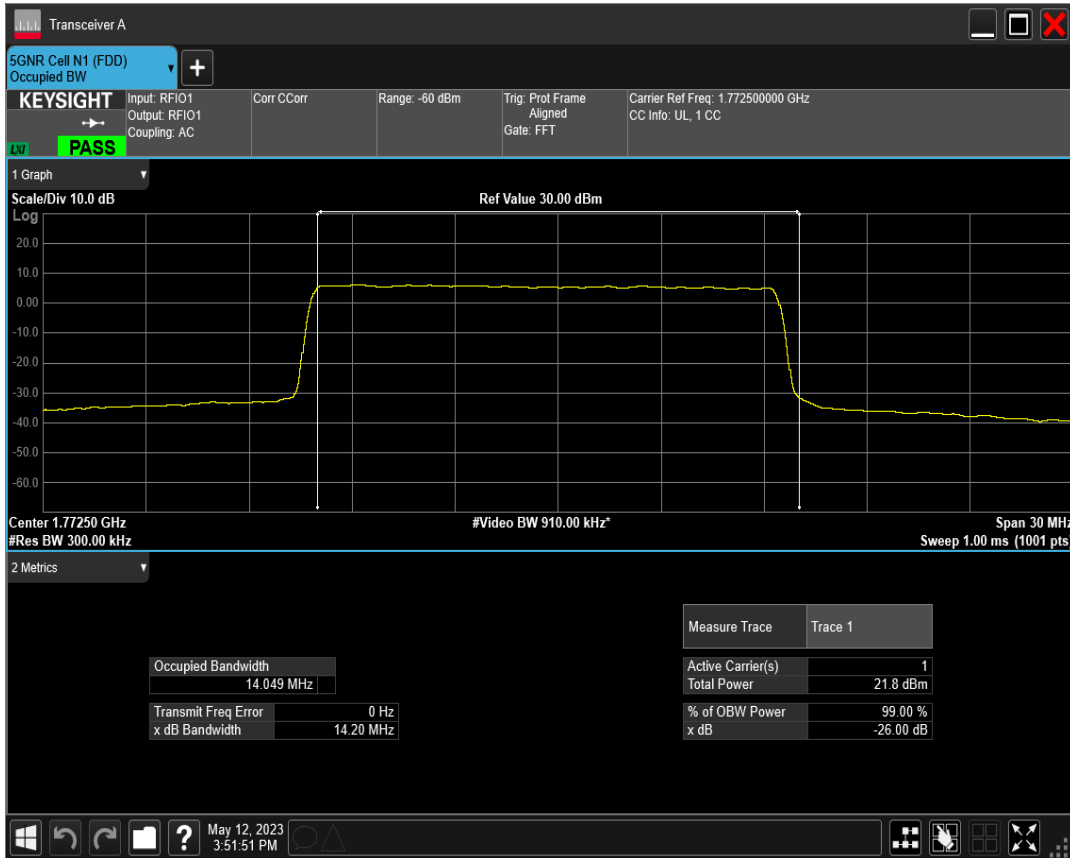 Transceiver A
5GNR Cell N1 (FDD)
Occupied BW
+
KEYSIGHT
LXI
PASS
Input: RFIO1
Output: RFIO1
Coupling: AC
Corr CCorr
Range: -60 dBm
Trig: Prot Frame
Aligned
Gate: FFT
Carrier Ref Freq: 1.772500000 GHz
CC Info: UL, 1 CC
1 Graph
Scale/Div 10.0 dB
Ref Value 30.00 dBm
Log
20.0
10.0
0.00
-10.0
-20.0
-30.0
-40.0
-50.0
-60.0
Center 1.77250 GHz
#Video BW 910.00 kHz*
Span 30 MHz
#Res BW 300.00 kHz
Sweep 1.00 ms (1001 pts)
2 Metrics
Measure Trace Trace 1
Occupied Bandwidth
14.049 MHz
Active Carrier(s) 1
Total Power 21.8 dBm
Transmit Freq Error 0 Hz
x dB Bandwidth 14.20 MHz
% of OBW Power 99.00 %
x dB -26.00 dB
?
May 12, 2023
3:51:51 PM